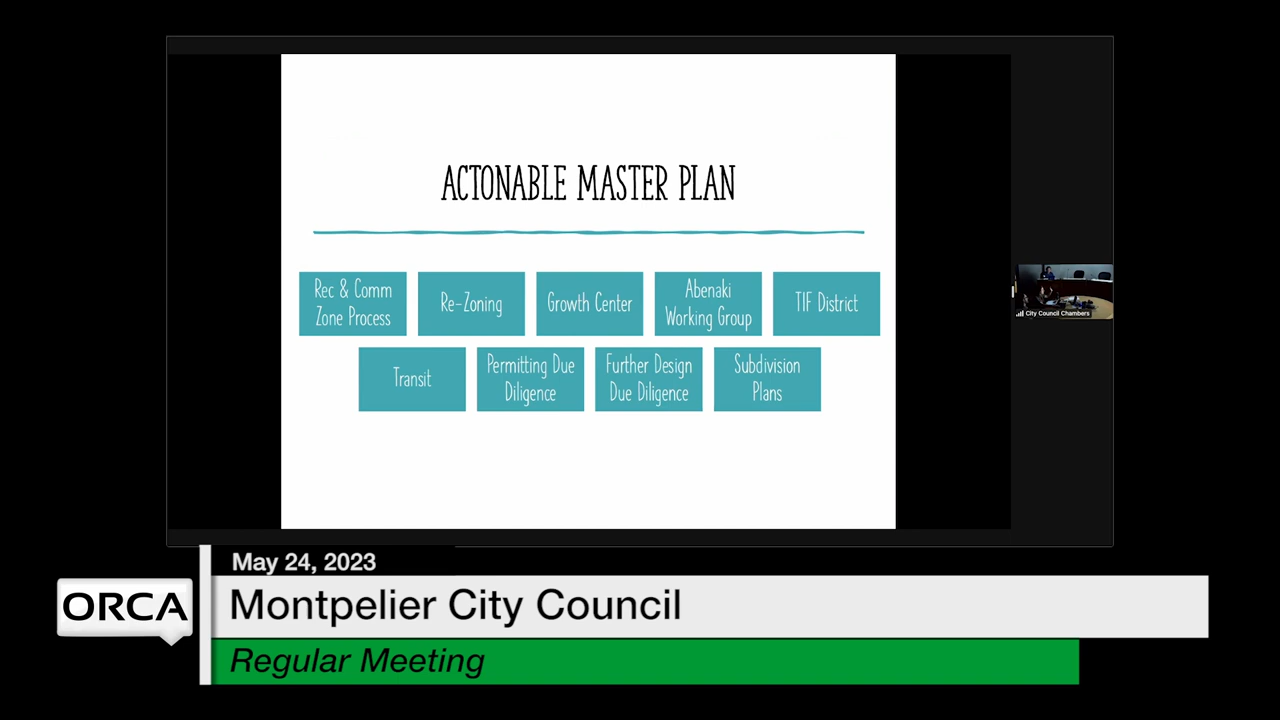 ACTONABLE MASTER PLAN
Rec & Comm
Zone Process
Re-Zoning
Growth Center
Abenaki
Working Group
TIF District
Transit
Permitting Due
Diligence
Further Design
Due Diligence
Subdivision
Plans
City Council Chambers
May 24, 2023
ORCA
Montpelier City Council
Regular Meeting